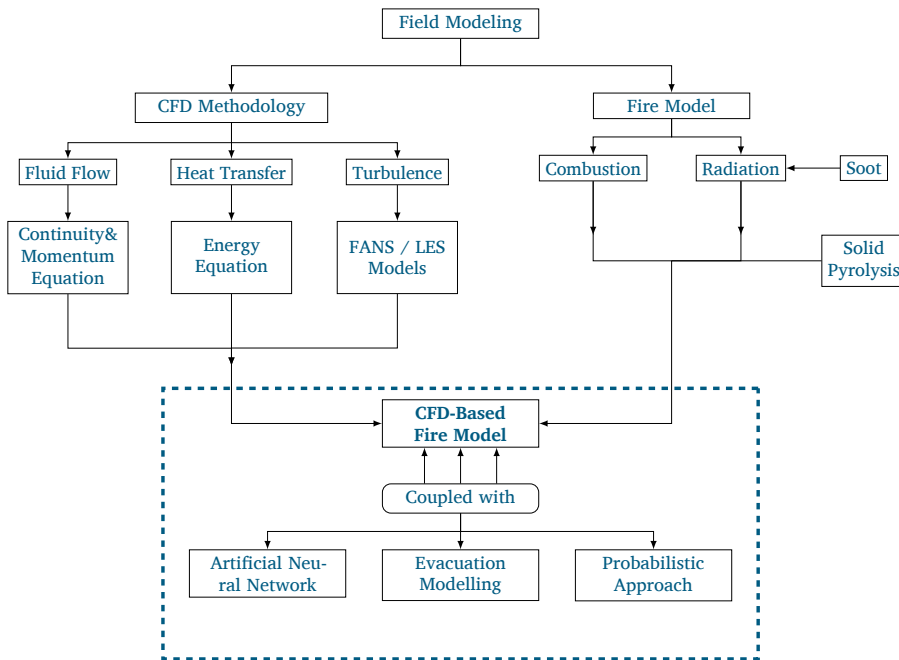 Field Modeling
CFD Methodology
Fire Model
Fluid Flow
Heat Transfer
Turbulence
Combustion
Radiation
Soot
Continuity&
Momentum
Equation
Energy
Equation
FANS / LES
Models
Solid
Pyrolysis
CFD-Based
Fire Model
Coupled with
Artificial Neu-
ral Network
Evacuation
Modelling
Probabilistic
Approach